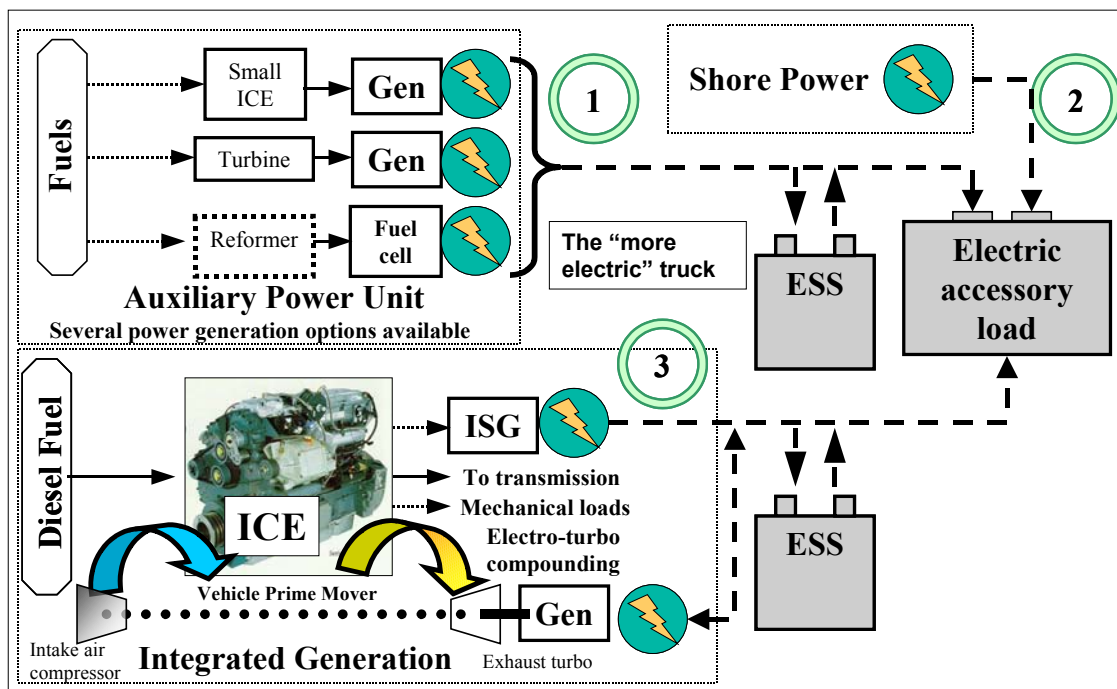 Fuels
Small
ICE
Gen
Turbine
Gen
Reformer
Fuel
cell
Auxiliary Power Unit
Several power generation options available
1
Shore Power
2
The “more
electric” truck
ESS
Electric
accessory
load
3
Diesel Fuel
ICE
Vehicle Prime Mover
ISG
To transmission
Mechanical loads
Electro-turbo
compounding
Gen
Intake air
compressor
Integrated Generation
Exhaust turbo
ESS